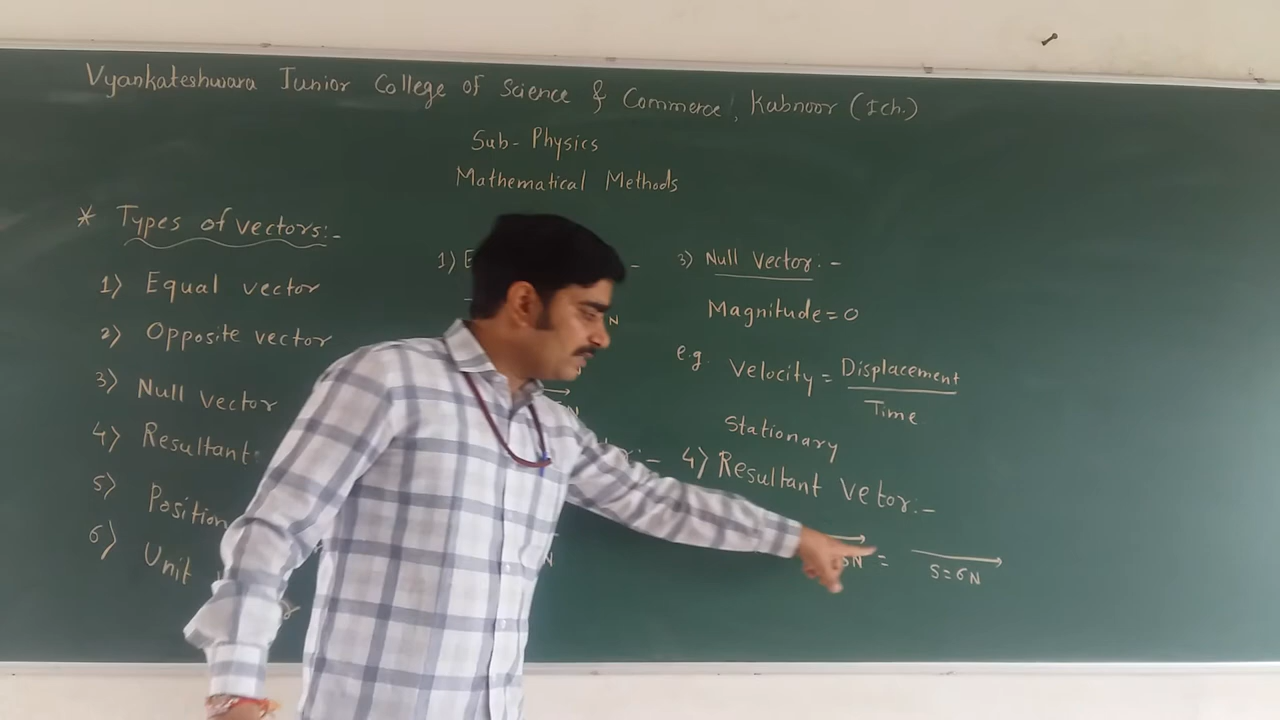 Vyankateshwara Junior College of Science & Commerce, Kabnoor (Ich.)
Sub- Physics
Mathematical Methods
* Types of vectors:-
1) Equal vector
2) Opposite vector
3) Null vector
4) Resultant
5) Position
6) Unit
1) E
N
3) Null Vector:-
Magnitude = 0
e.g. Velocity = Displacement
Time
Stationary
4) Resultant Vetor:-
N =
S=6N